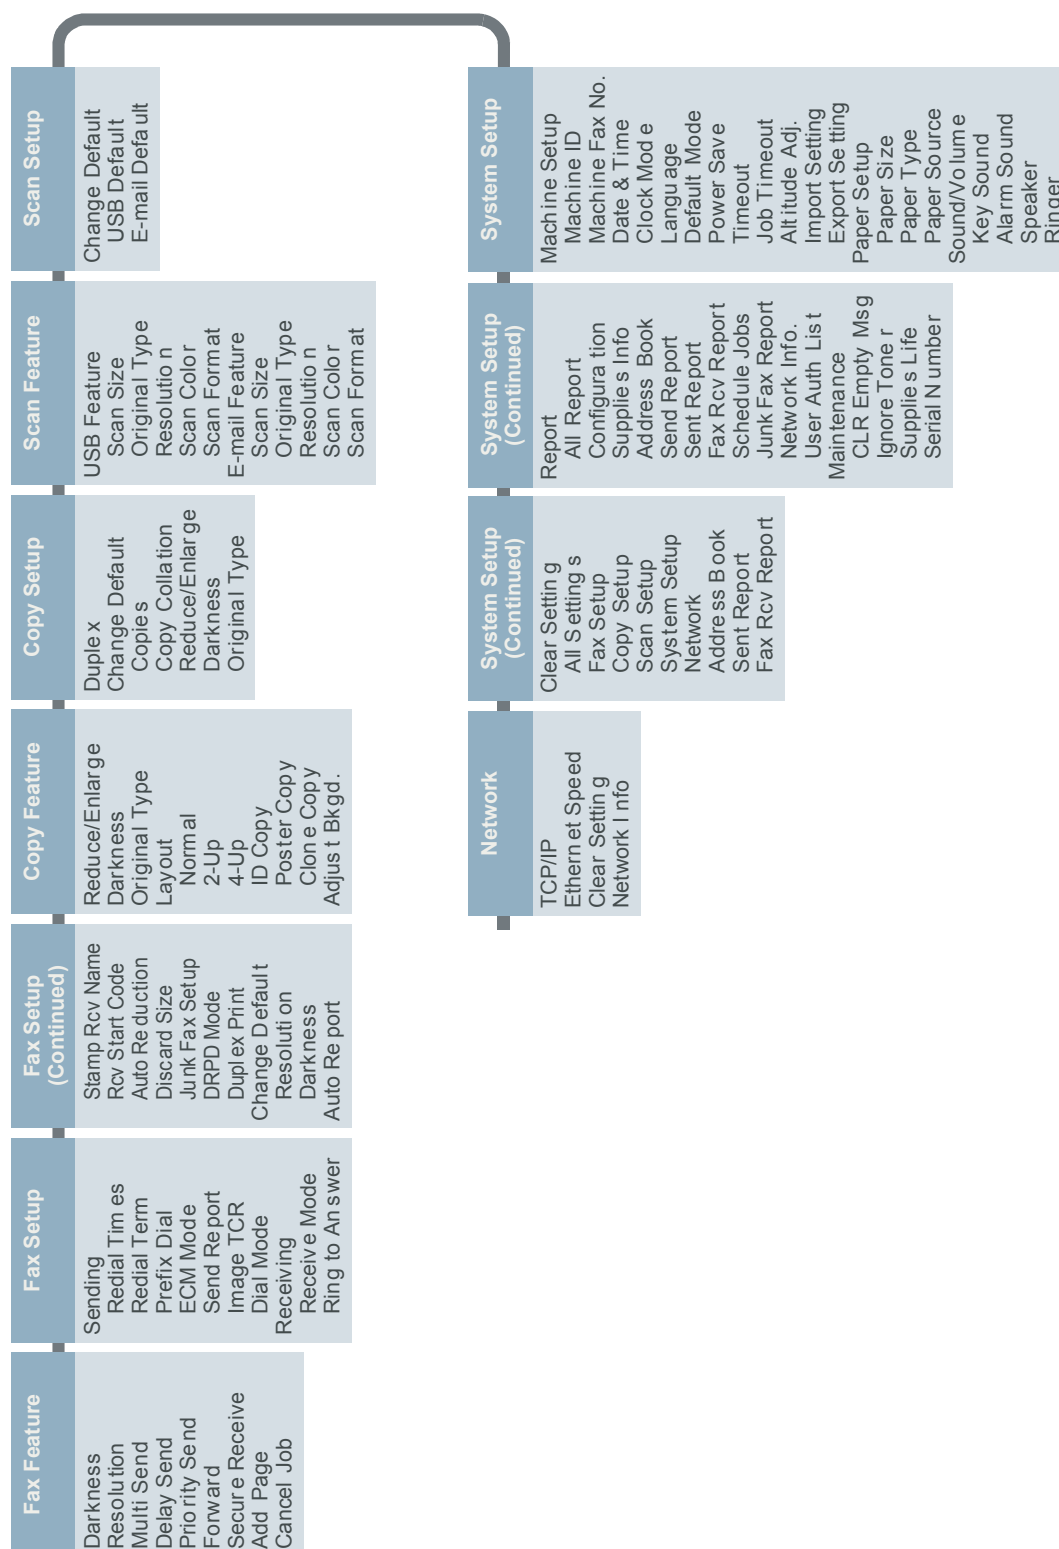 Fax Feature
Darkness
Resolution
Multi Send
Delay Send
Priority Send
Forward
Secure Receive
Add Page
Cancel Job
Fax Setup
Sending
Redial Times
Redial Term
Prefix Dial
ECM Mode
Send Report
Image TCR
Dial Mode
Receiving
Receive Mode
Ring to Answer
Fax Setup
(Continued)
Stamp Rcv Name
Rcv Start Code
Auto Reduction
Discard Size
Junk Fax Setup
DRPD Mode
Duplex Print
Change Default
Resolution
Darkness
Auto Report
Copy Feature
Reduce/Enlarge
Darkness
Original Type
Layout
Normal
2-Up
4-Up
ID Copy
Poster Copy
Clone Copy
Adjust Bkgd.
Copy Setup
Duplex
Change Default
Copies
Copy Collation
Reduce/Enlarge
Darkness
Original Type
Scan Feature
USB Feature
Scan Size
Original Type
Resolution
Scan Color
Scan Format
E-mail Feature
Scan Size
Original Type
Resolution
Scan Color
Scan Format
Scan Setup
Change Default
USB Default
E-mail Default
System Setup
Machine Setup
Machine ID
Machine Fax No.
Date & Time
Clock Mode
Language
Default Mode
Power Save
Timeout
Job Timeout
Altitude Adj.
Import Setting
Export Setting
Paper Setup
Paper Size
Paper Type
Paper Source
Sound/Volume
Key Sound
Alarm Sound
Speaker
Ringer
System Setup
(Continued)
Report
All Report
Configuration
Supplies Info
Address Book
Send Report
Sent Report
Fax Rcv Report
Schedule Jobs
Junk Fax Report
Network Info.
User Auth List
Maintenance
CLR Empty Msg
Ignore Toner
Supplies Life
Serial Number
System Setup
(Continued)
Clear Setting
All Settings
Fax Setup
Copy Setup
Scan Setup
System Setup
Network
Address Book
Sent Report
Fax Rcv Report
Network
TCP/IP
Ethernet Speed
Clear Setting
Network Info